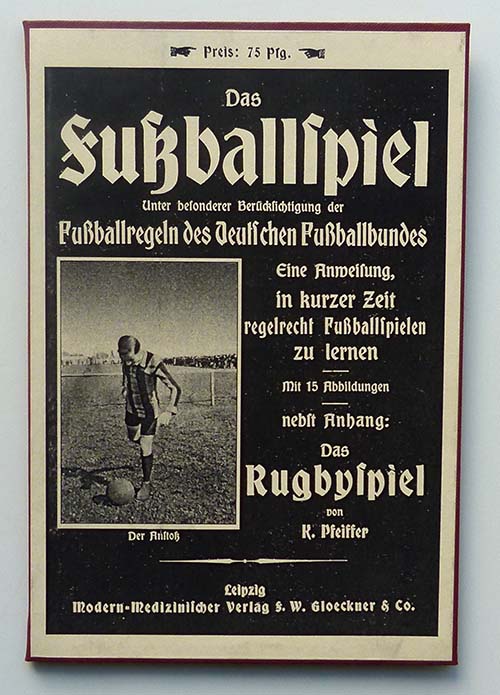 Preis: 75 Pfg.
Das
Fußballſpiel
Unter beſonderer Berückſichtigung der
Fußballregeln des Deutſchen Fußballbundes
Eine Anweiſung,
in kurzer Zeit
regelrecht Fußballſpielen
zu lernen
Mit 15 Abbildungen
nebſt Anhang:
Das
Rugbyſpiel
von
K. Pfeiffer
Der Anſtoß
Leipzig
Modern-Mediziniſcher Verlag F. W. Gloeckner & Co.